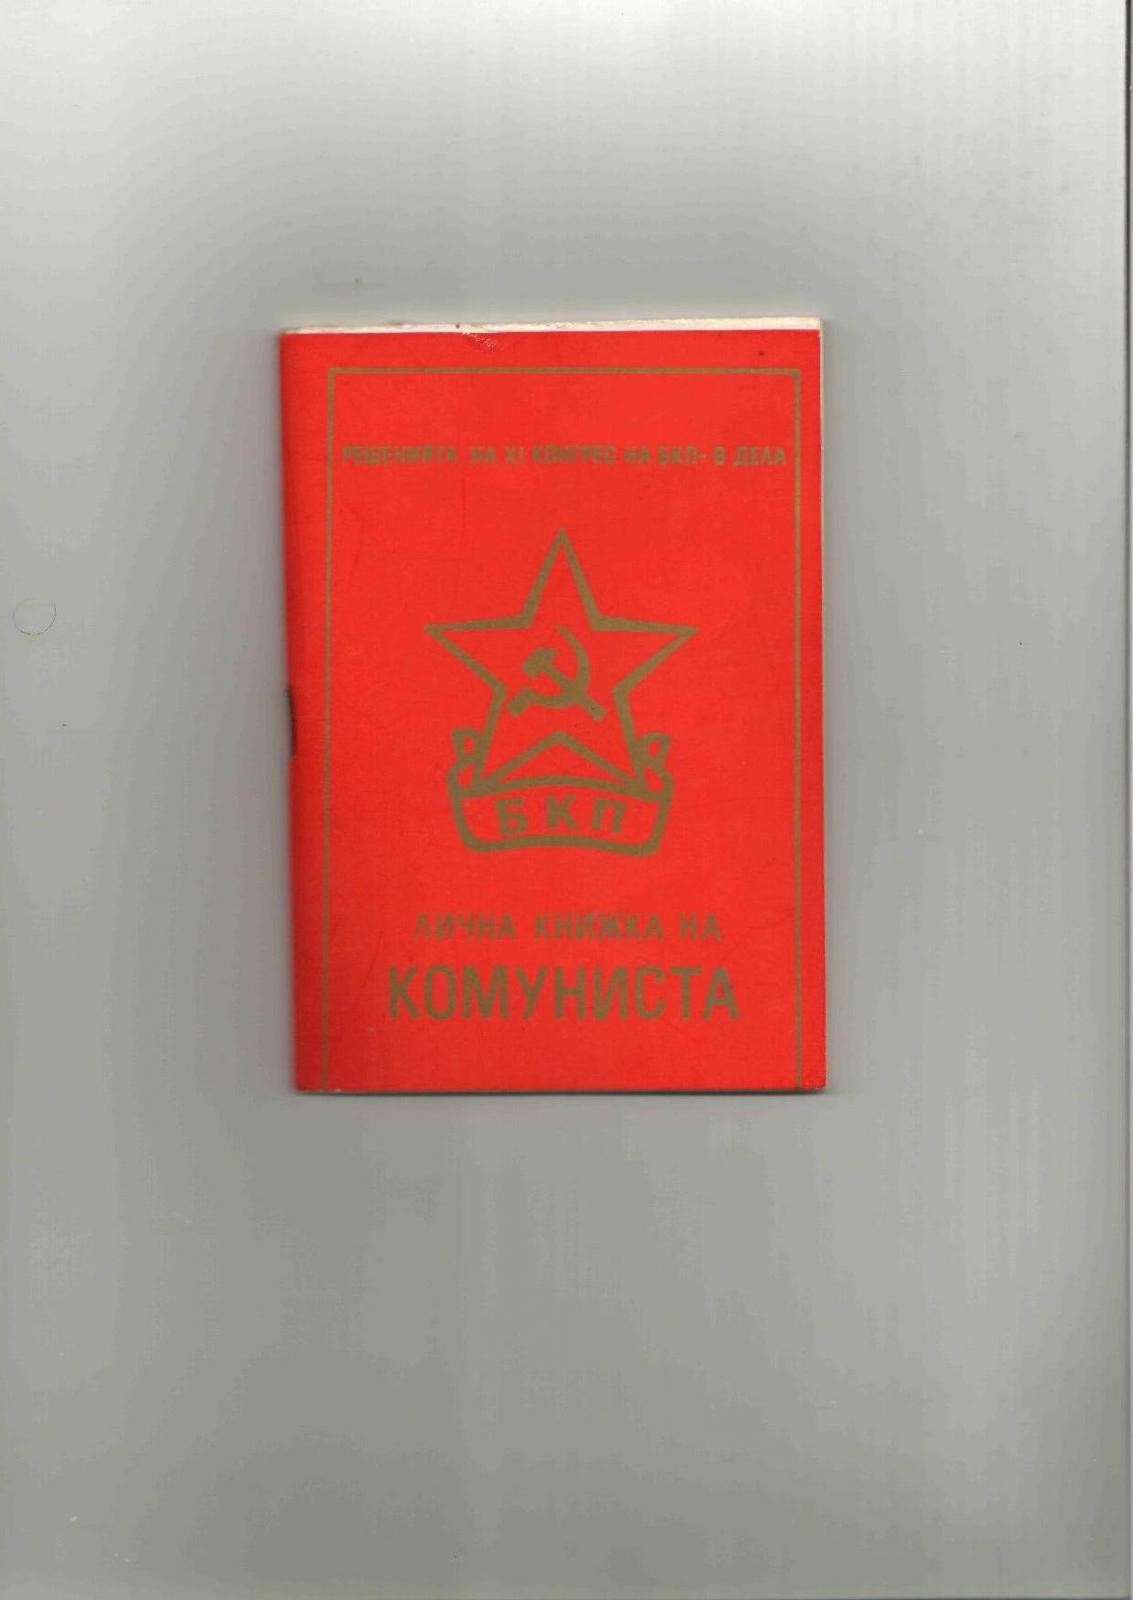 РЕШЕНИЯТА НА XI КОНГРЕС НА БКП - В ДЕЛА
БКП
ЛИЧНА КНИЖКА НА
КОМУНИСТА